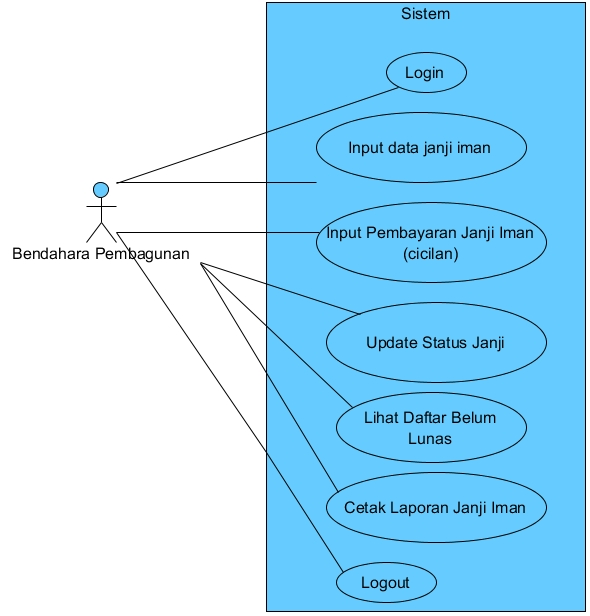 Sistem
Login
Input data janji iman
Input Pembayaran Janji Iman
(cicilan)
Bendahara Pembagunan
Update Status Janji
Lihat Daftar Belum
Lunas
Cetak Laporan Janji Iman
Logout